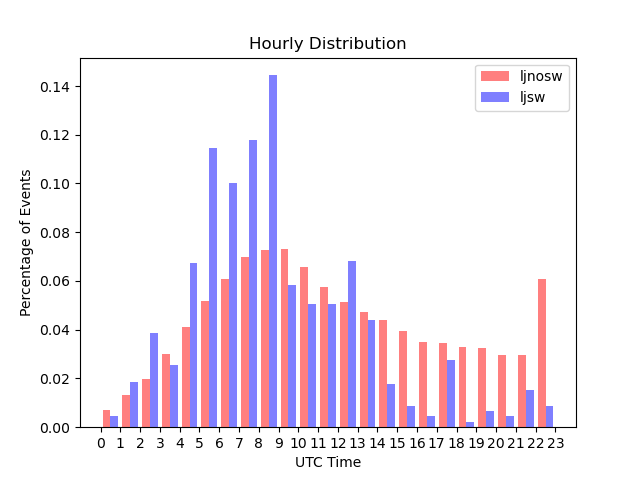 Hourly Distribution
ljnosw
ljsw
Percentage of Events
0.14
0.12
0.10
0.08
0.06
0.04
0.02
0.00
0 1 2 3 4 5 6 7 8 9 10 11 12 13 14 15 16 17 18 19 20 21 22 23
UTC Time